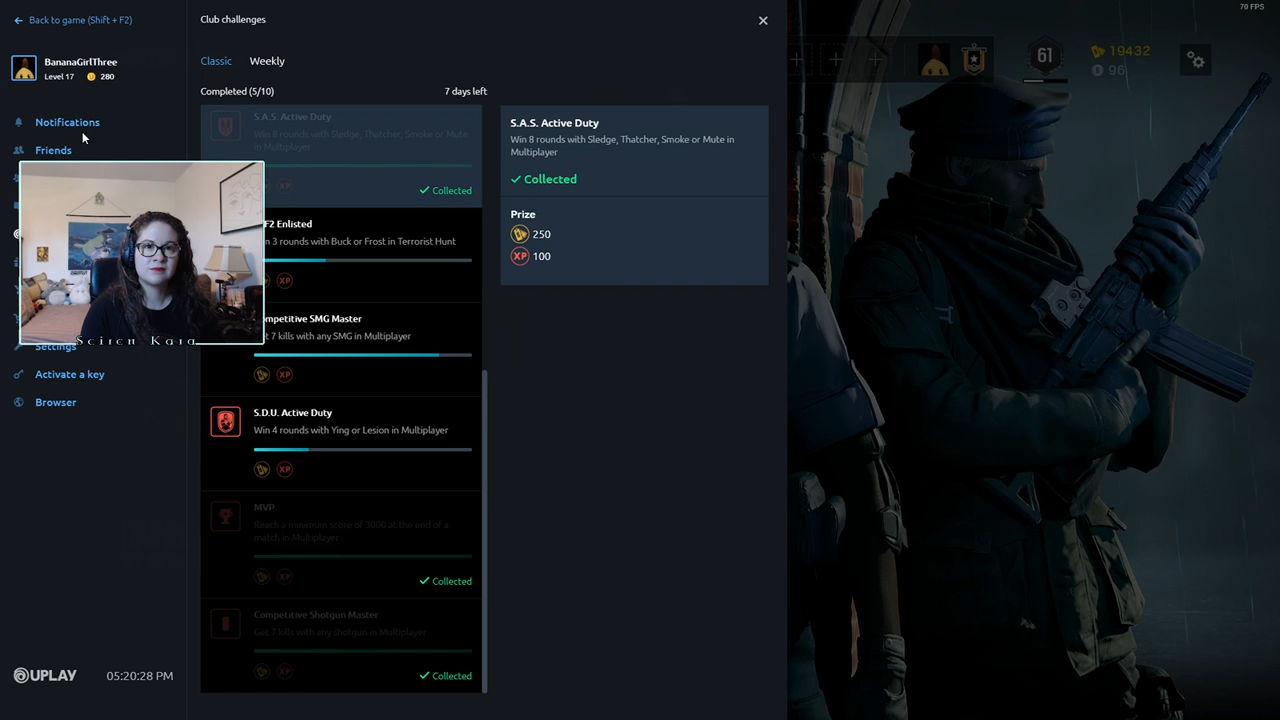 Back to game (Shift + F2)
BananaGirlThree
Level 17
280
Notifications
Friends
Settings
Activate a key
Browser
UPLAY
05:20:28 PM
Club challenges
Classic
Weekly
Completed (5/10)
7 days left
S.A.S. Active Duty
Win 8 rounds with Sledge, Thatcher, Smoke or Mute
in Multiplayer
XP
Collected
F2 Enlisted
3 rounds with Buck or Frost in Terrorist Hunt
XP
Competitive SMG Master
7 kills with any SMG in Multiplayer
XP
S.D.U. Active Duty
Win 4 rounds with Ying or Lesion in Multiplayer
XP
MVP
Reach a minimum score of 3000 at the end of a
match in Multiplayer
XP
Collected
Competitive Shotgun Master
Get 7 kills with any shotgun in Multiplayer
XP
Collected
S.A.S. Active Duty
Win 8 rounds with Sledge, Thatcher, Smoke or Mute in
Multiplayer
Collected
Prize
250
XP 100
70 FPS
61
19432
96